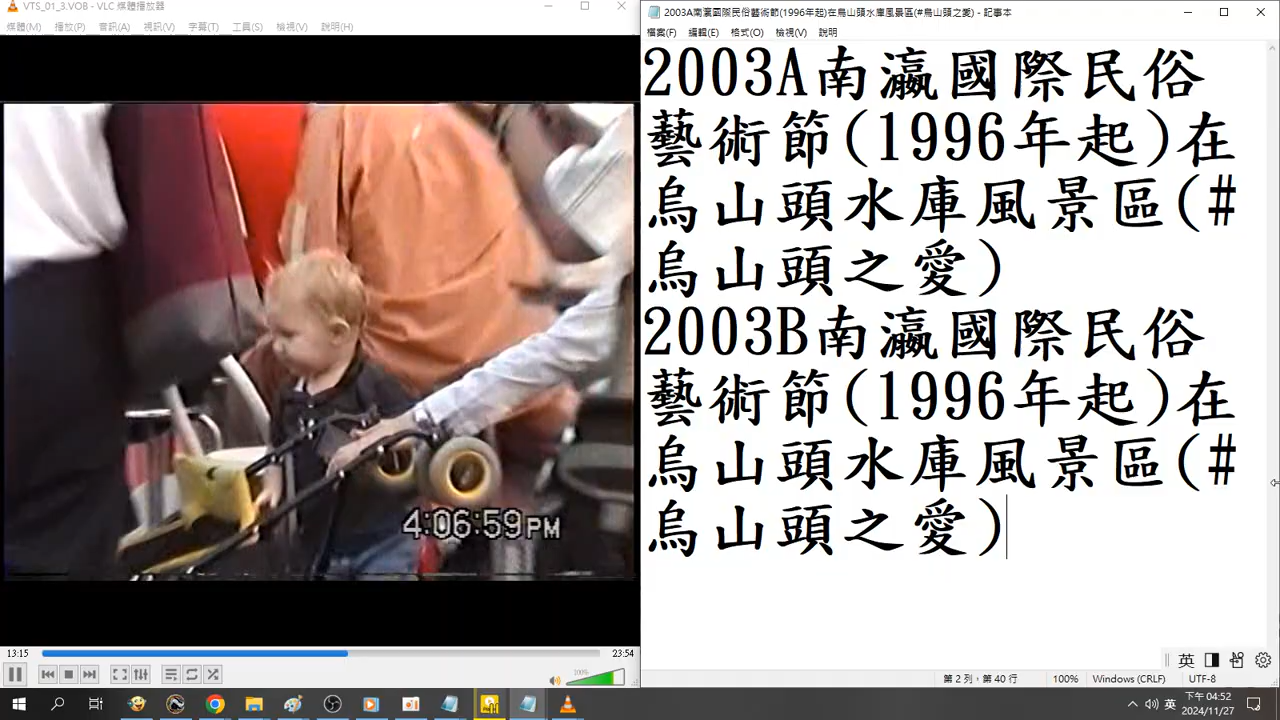 VTS_01_3.VOB - VLC 媒體播放器
媒體(M) 播放(P) 音訊(A) 視訊(V) 字幕(T) 工具(S) 檢視(V) 說明(H)
4:06:59 PM
13:15
23:54
100%
2003A南瀛國際民俗藝術節(1996年起)在烏山頭水庫風景區(#烏山頭之愛) - 記事本
檔案(F) 編輯(E) 格式(O) 檢視(V) 說明
2003A南瀛國際民俗
藝術節(1996年起)在
烏山頭水庫風景區(#
烏山頭之愛)
2003B南瀛國際民俗
藝術節(1996年起)在
烏山頭水庫風景區(#
烏山頭之愛)
英
第 2 列，第 40 行 100% Windows (CRLF) UTF-8
英
下午 04:52
2024/11/27